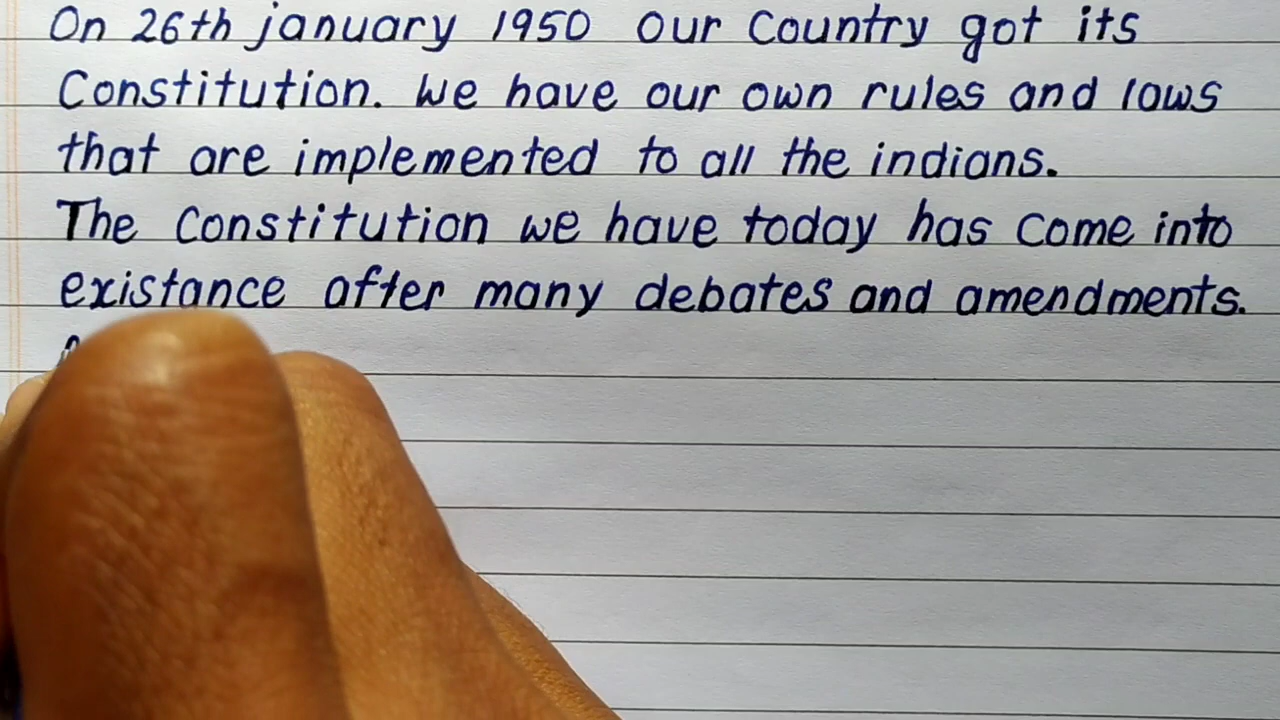 On 26th january 1950 our Country got its
Constitution. We have our own rules and laws
that are implemented to all the indians.
The Constitution we have today has come into
existance after many debates and amendments.